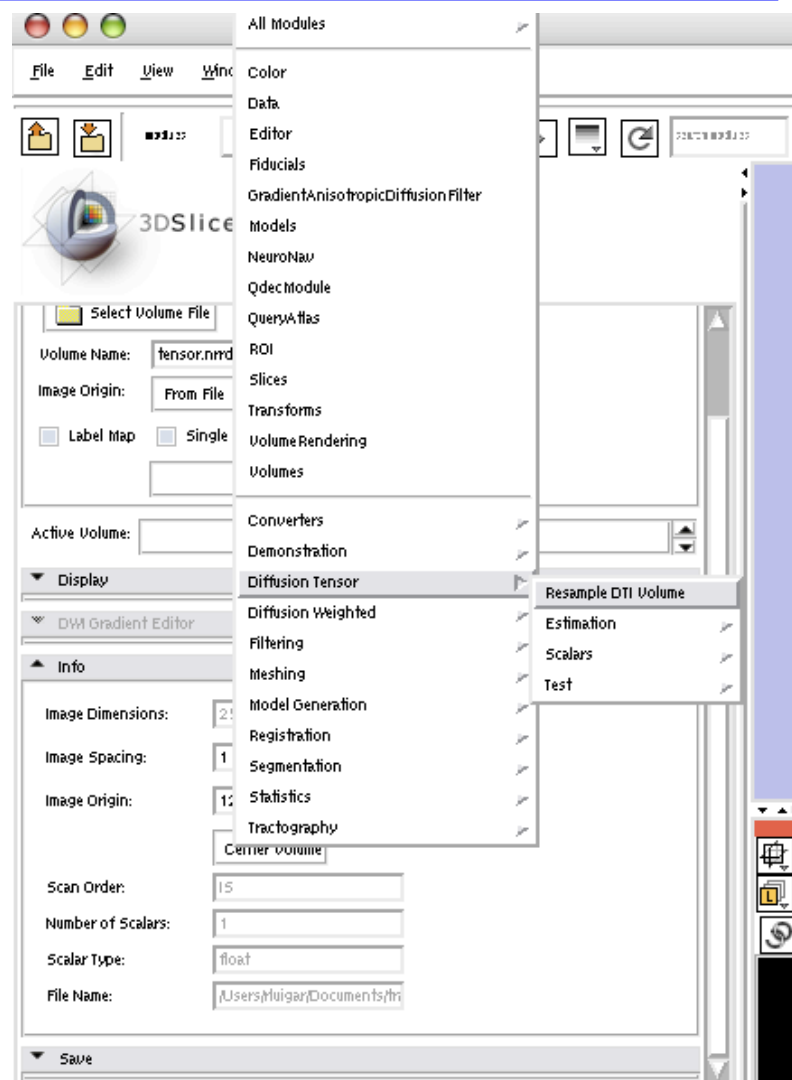 All Modules
File Edit View
Color
Data
Editor
Fiducials
GradientAnisotropicDiffusionFilter
Models
NeuroNav
QdecModule
QueryAtlas
ROI
Slices
Transforms
VolumeRendering
Volumes
Converters
Demonstration
Diffusion Tensor
Diffusion Weighted
Filtering
Meshing
Model Generation
Registration
Segmentation
Statistics
Tractography
Resample DTI Volume
Estimation
Scalars
Test
3DSlice
Select Volume File
Volume Name: tensor.nrrd
Image Origin: From File
Label Map Single
Active Volume:
Display
DWI Gradient Editor
Info
Image Dimensions:
Image Spacing: 1
Image Origin: 12
Center Volume
Scan Order: IS
Number of Scalars: 1
Scalar Type: float
File Name:
Save
L